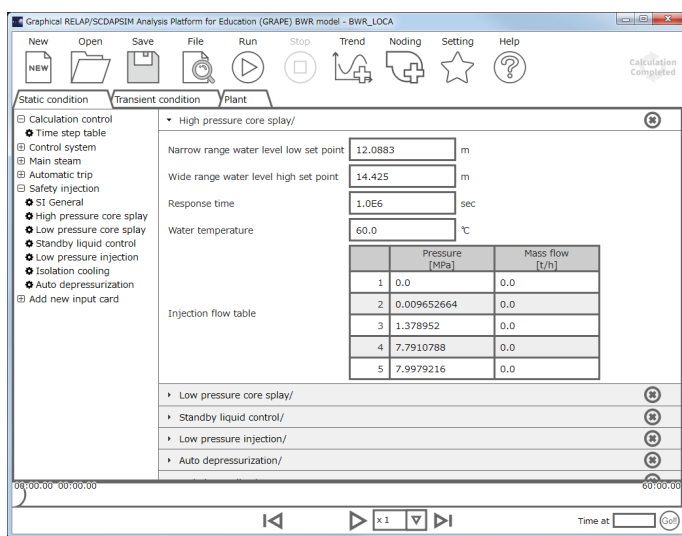 Graphical RELAP/SCDAPSIM Analysis Platform for Education (GRAPE) BWR model - BWR_LOCA
New Open Save File Run Stop Trend Noding Setting Help
NEW
Calculation
Completed
Static condition Transient condition Plant
Calculation control
Time step table
Control system
Main steam
Automatic trip
Safety injection
SI General
High pressure core splay
Low pressure core splay
Standby liquid control
Low pressure injection
Isolation cooling
Auto depressurization
Add new input card
High pressure core splay/
Narrow range water level low set point 12.0883 m
Wide range water level high set point 14.425 m
Response time 1.0E6 sec
Water temperature 60.0 ℃
Injection flow table
Pressure Mass flow
[MPa] [t/h]
1 0.0 0.0
2 0.009652664 0.0
3 1.378952 0.0
4 7.7910788 0.0
5 7.9979216 0.0
Low pressure core splay/
Standby liquid control/
Low pressure injection/
Auto depressurization/
00:00.00 00:00.00 60:00.00
x 1 Time at Go!!